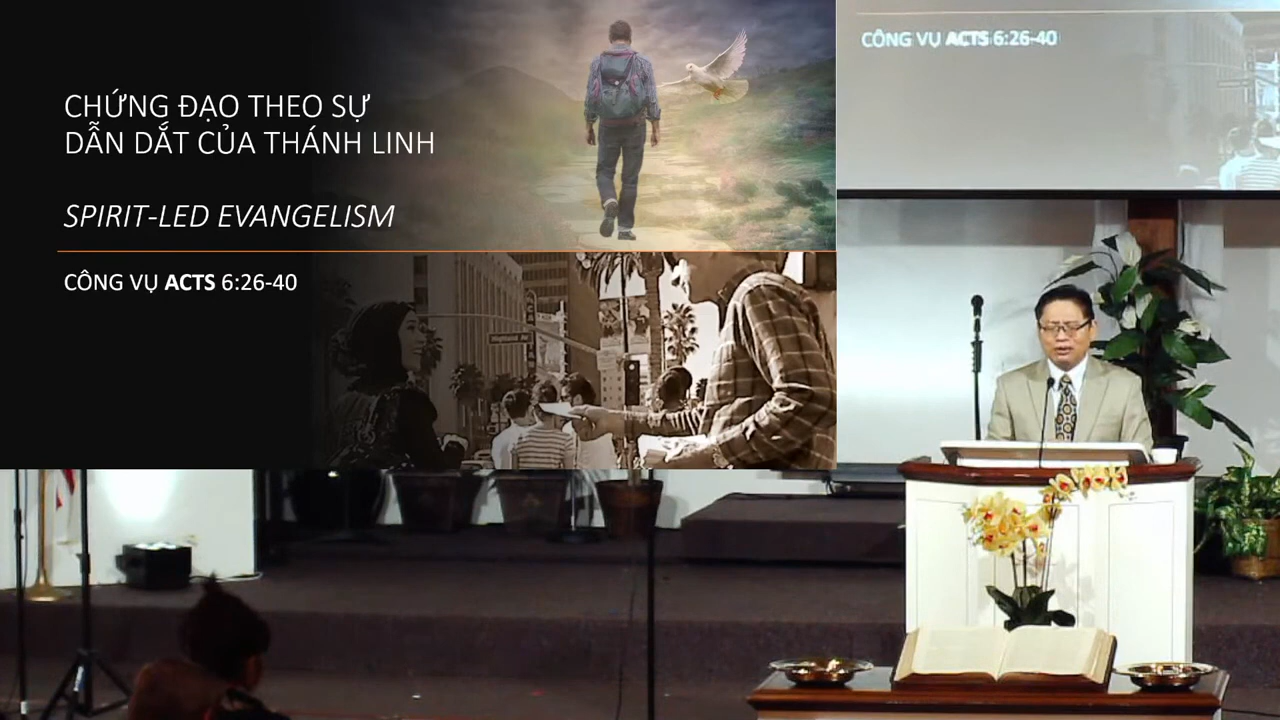 CHỨNG ĐẠO THEO SỰ
DẪN DẮT CỦA THÁNH LINH
SPIRIT-LED EVANGELISM
CÔNG VỤ ACTS 6:26-40
CÔNG VỤ ACTS 6:26-40